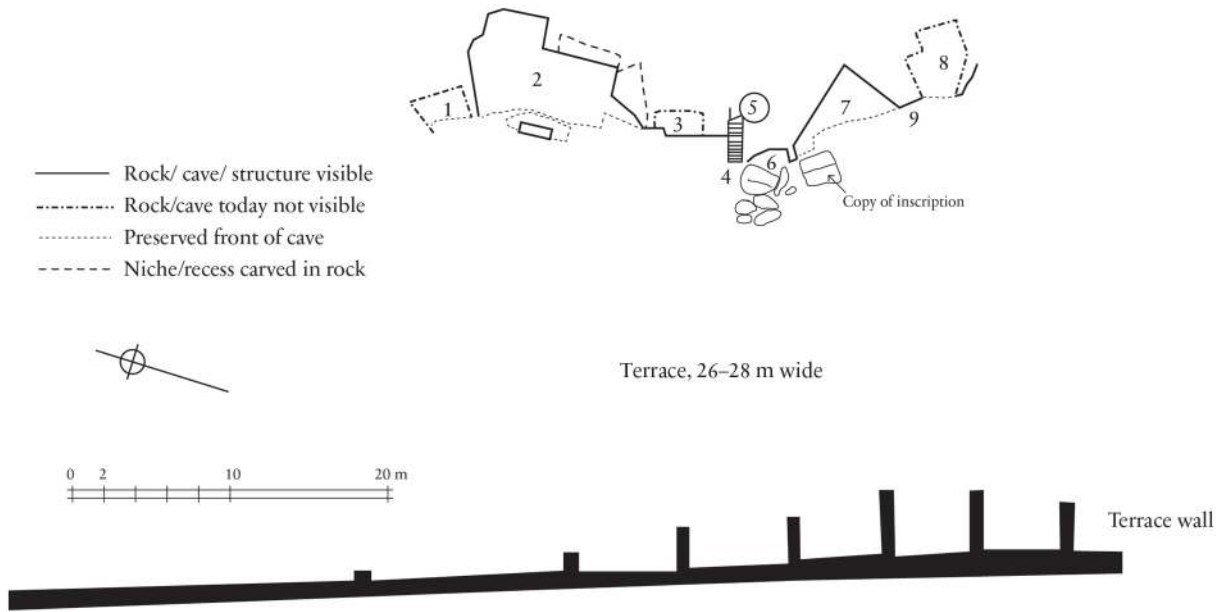 1
2
3
4
5
6
7
8
9
Copy of inscription
Rock/ cave/ structure visible
Rock/cave today not visible
Preserved front of cave
Niche/recess carved in rock
Terrace, 26–28 m wide
0 2 10 20 m
Terrace wall